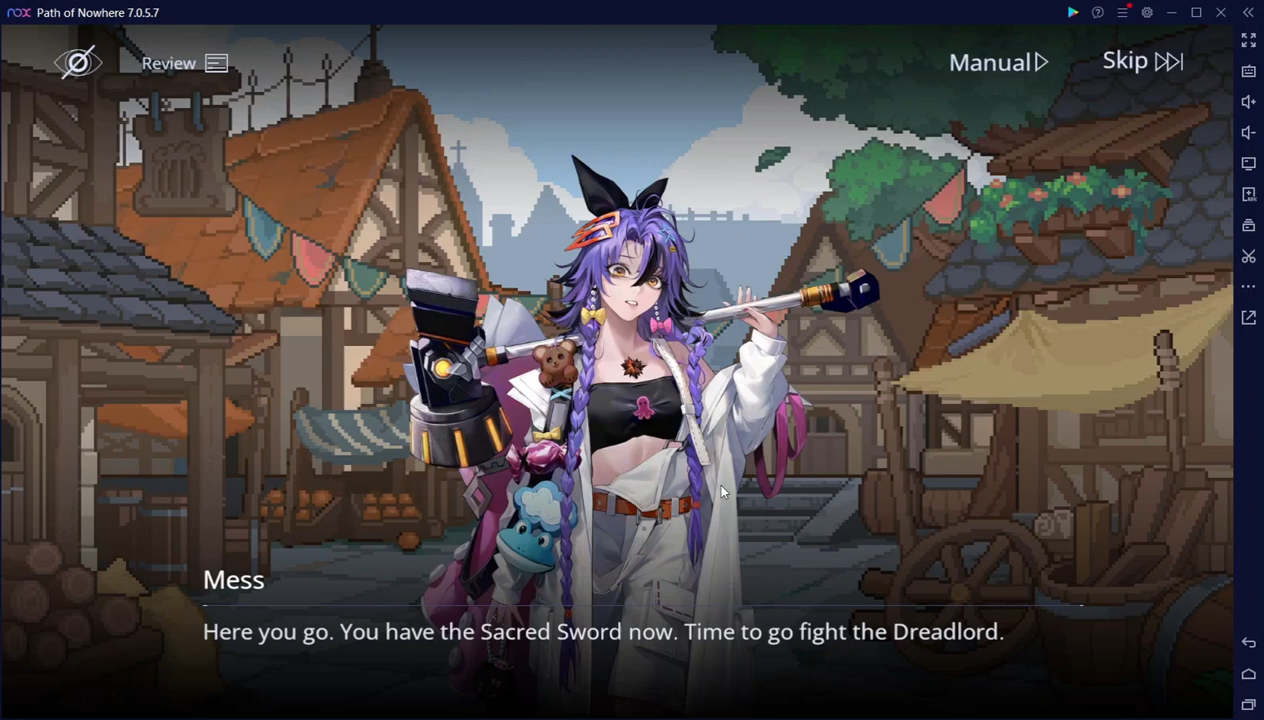 nox Path of Nowhere 7.0.5.7
Review
Manual
Skip
Mess
Here you go. You have the Sacred Sword now. Time to go fight the Dreadlord.